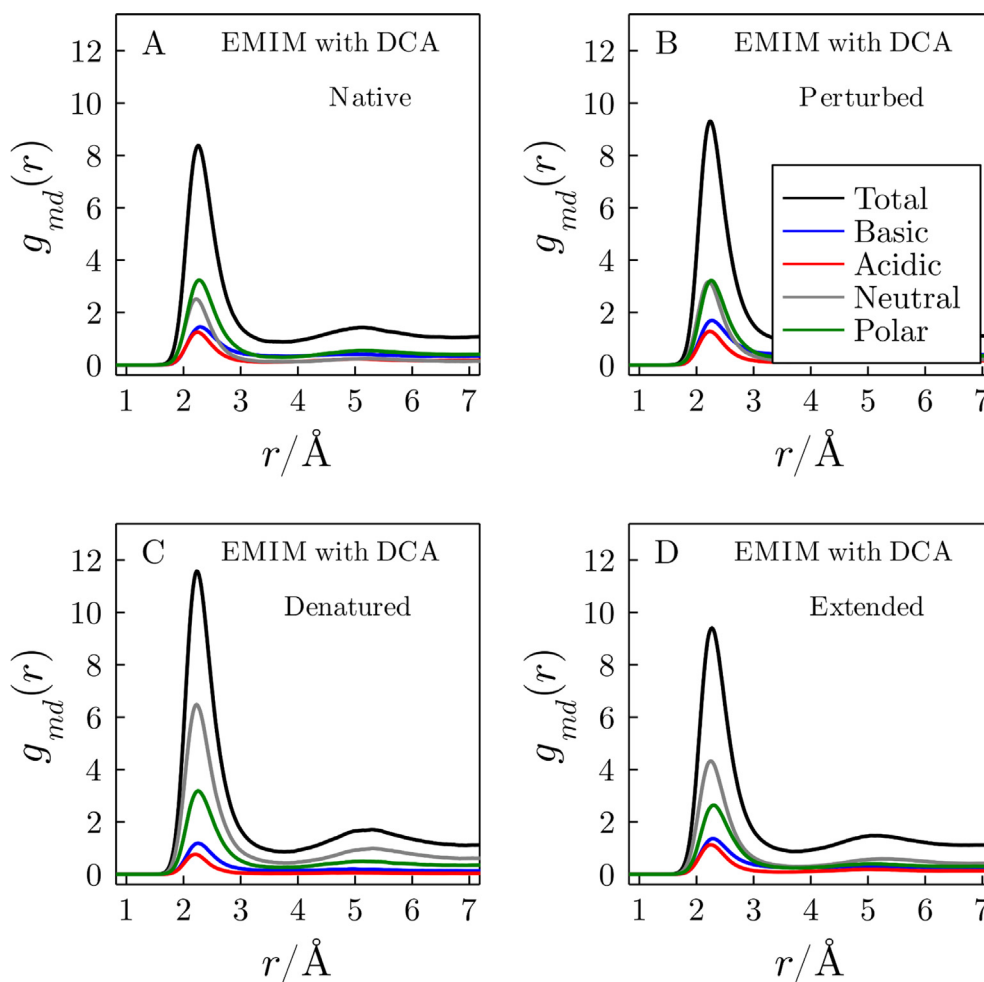 A EMIM with DCA
Native
12
10
8
6
4
2
0
g_md(r)
1 2 3 4 5 6 7
r/Å
B EMIM with DCA
Perturbed
12
10
8
6
4
2
0
g_md(r)
Total
Basic
Acidic
Neutral
Polar
1 2 3 4 5 6 7
r/Å
C EMIM with DCA
Denatured
12
10
8
6
4
2
0
g_md(r)
1 2 3 4 5 6 7
r/Å
D EMIM with DCA
Extended
12
10
8
6
4
2
0
g_md(r)
1 2 3 4 5 6 7
r/Å